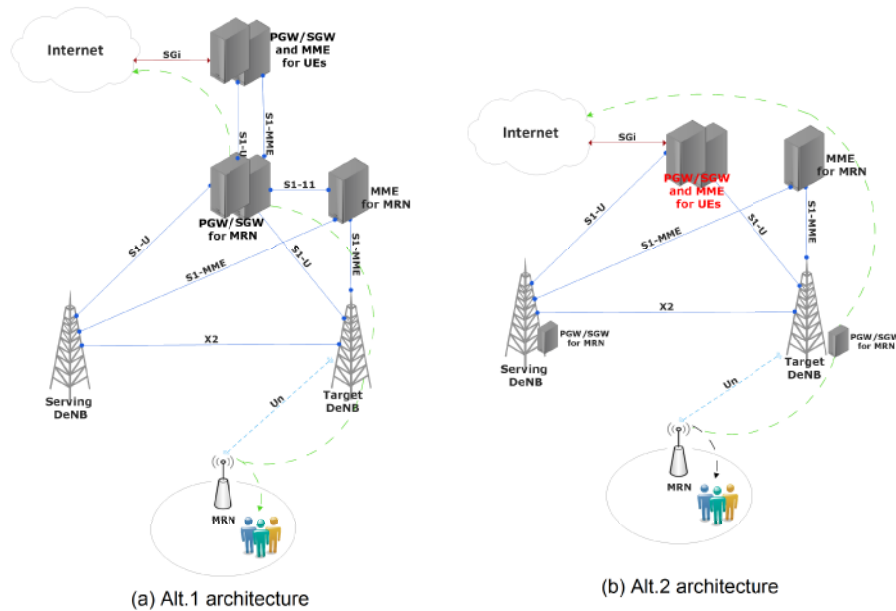 Internet
SGi
PGW/SGW
and MME
for UEs
S1-U
S1-MME
S1-11
MME
for MRN
PGW/SGW
for MRN
S1-U
S1-MME
S1-U
S1-MME
X2
Serving
DeNB
Target
DeNB
Un
MRN
(a) Alt.1 architecture
Internet
SGi
PGW/SGW
and MME
for UEs
MME
for MRN
S1-U
S1-MME
S1-U
S1-MME
X2
PGW/SGW
for MRN
PGW/SGW
for MRN
Serving
DeNB
Target
DeNB
Un
MRN
(b) Alt.2 architecture